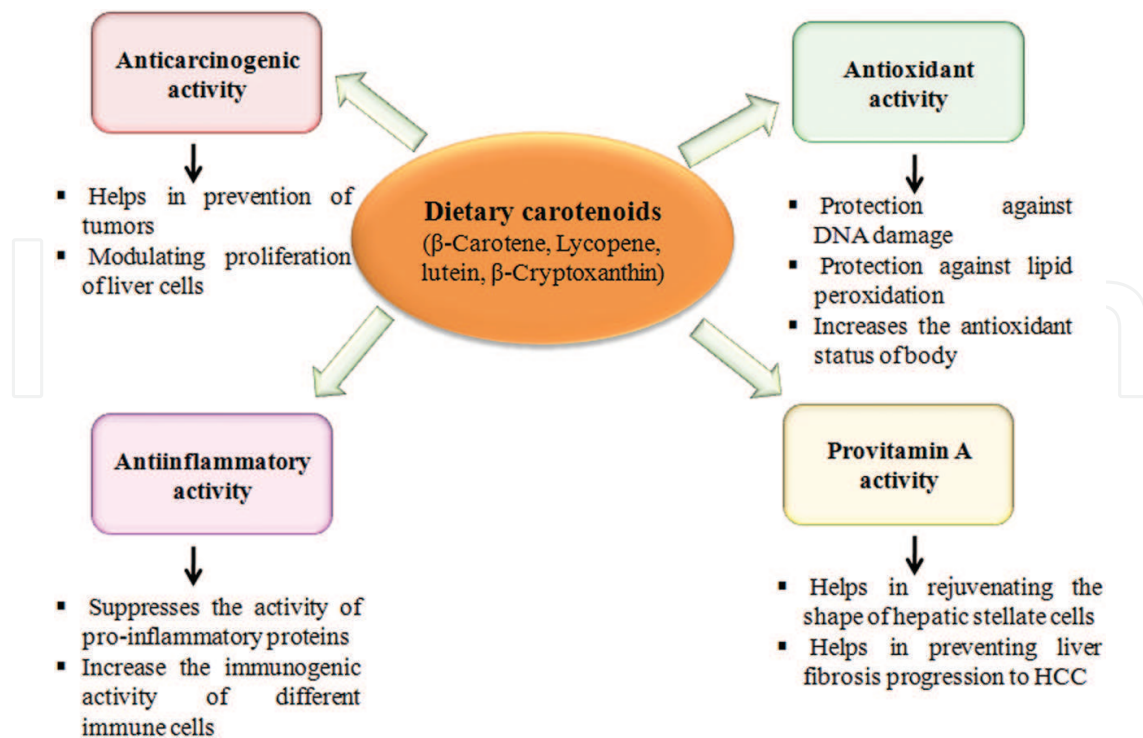 Anticarcinogenic
activity
▪ Helps in prevention of
tumors
▪ Modulating proliferation
of liver cells
Antioxidant
activity
▪ Protection against
DNA damage
▪ Protection against lipid
peroxidation
▪ Increases the antioxidant
status of body
Dietary carotenoids
(β-Carotene, Lycopene,
lutein, β-Cryptoxanthin)
Antiinflammatory
activity
▪ Suppresses the activity of
pro-inflammatory proteins
▪ Increase the immunogenic
activity of different
immune cells
Provitamin A
activity
▪ Helps in rejuvenating the
shape of hepatic stellate cells
▪ Helps in preventing liver
fibrosis progression to HCC